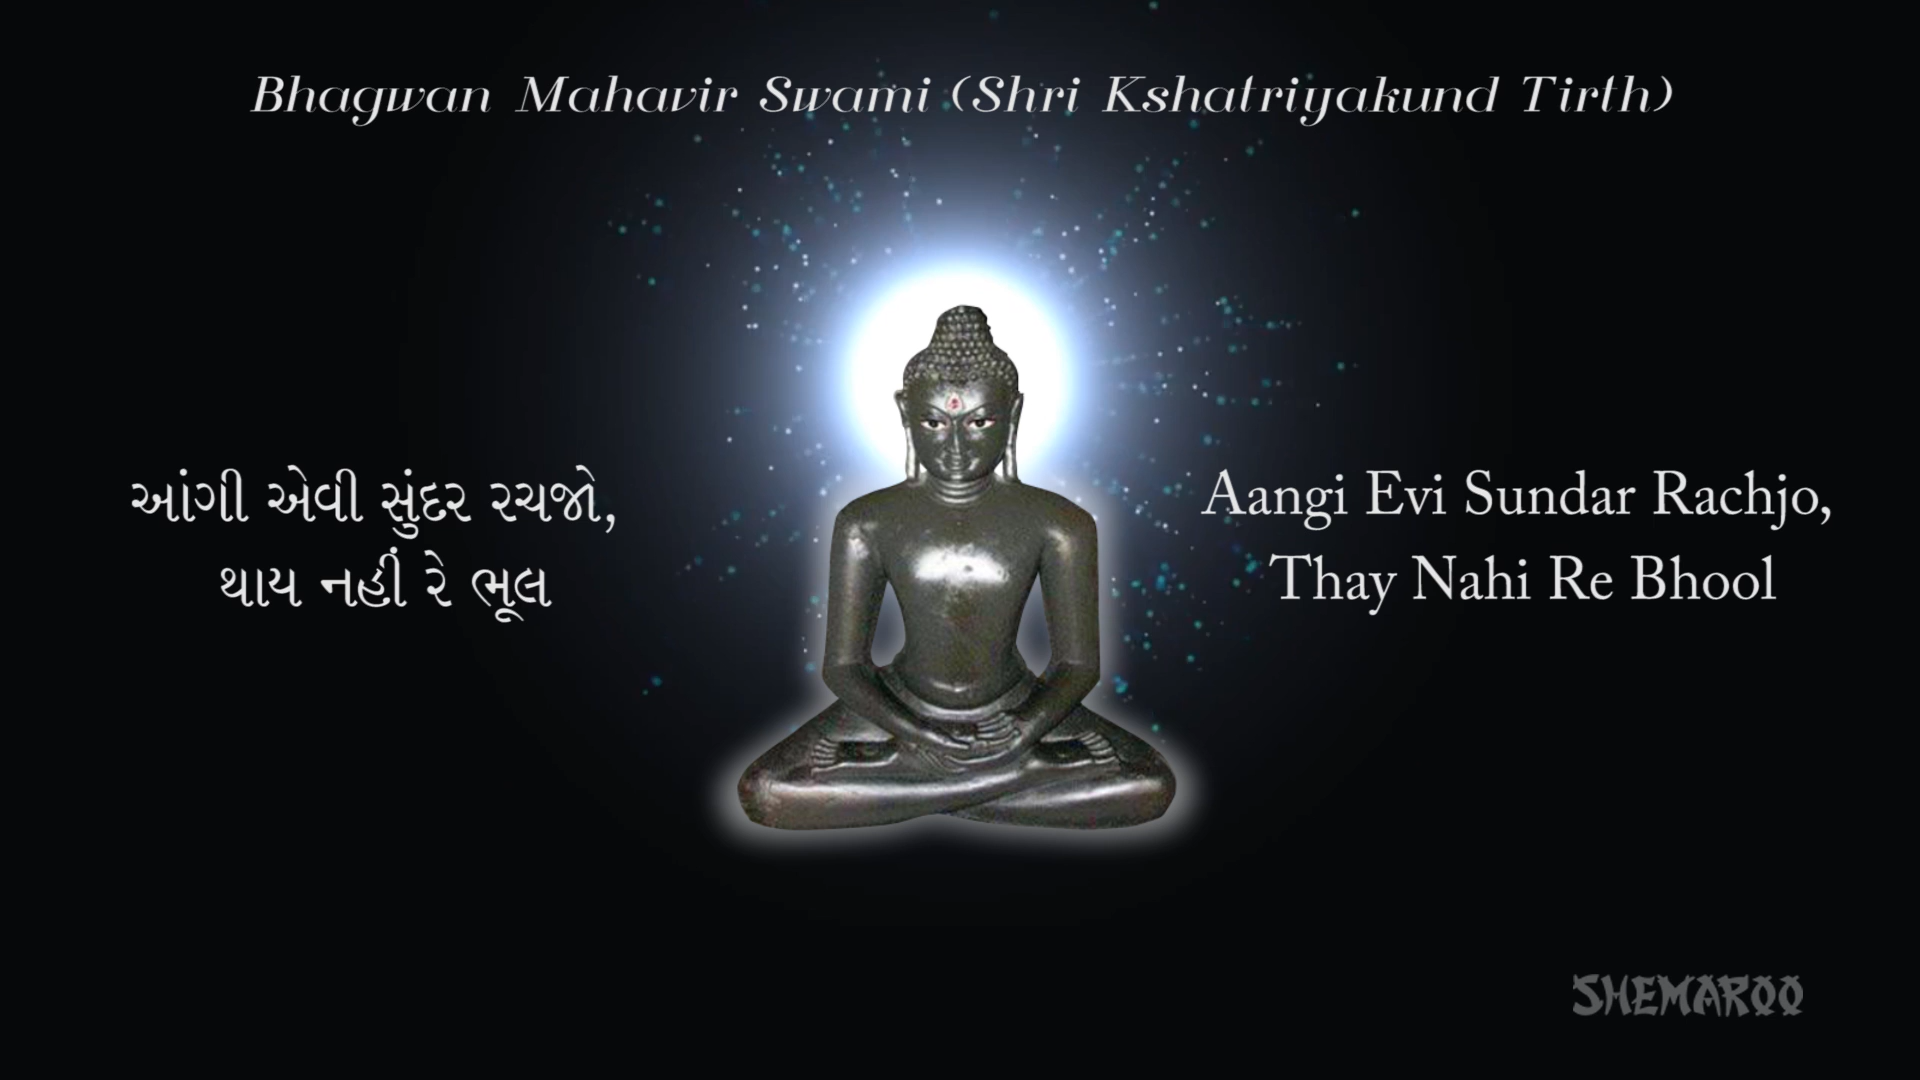 Bhagwan Mahavir Swami (Shri Kshatriyakund Tirth)
આંગી એવી સુંદર રચજો,
થાય નહીં રે ભૂલ
Aangi Evi Sundar Rachjo,
Thay Nahi Re Bhool
SHEMAROO